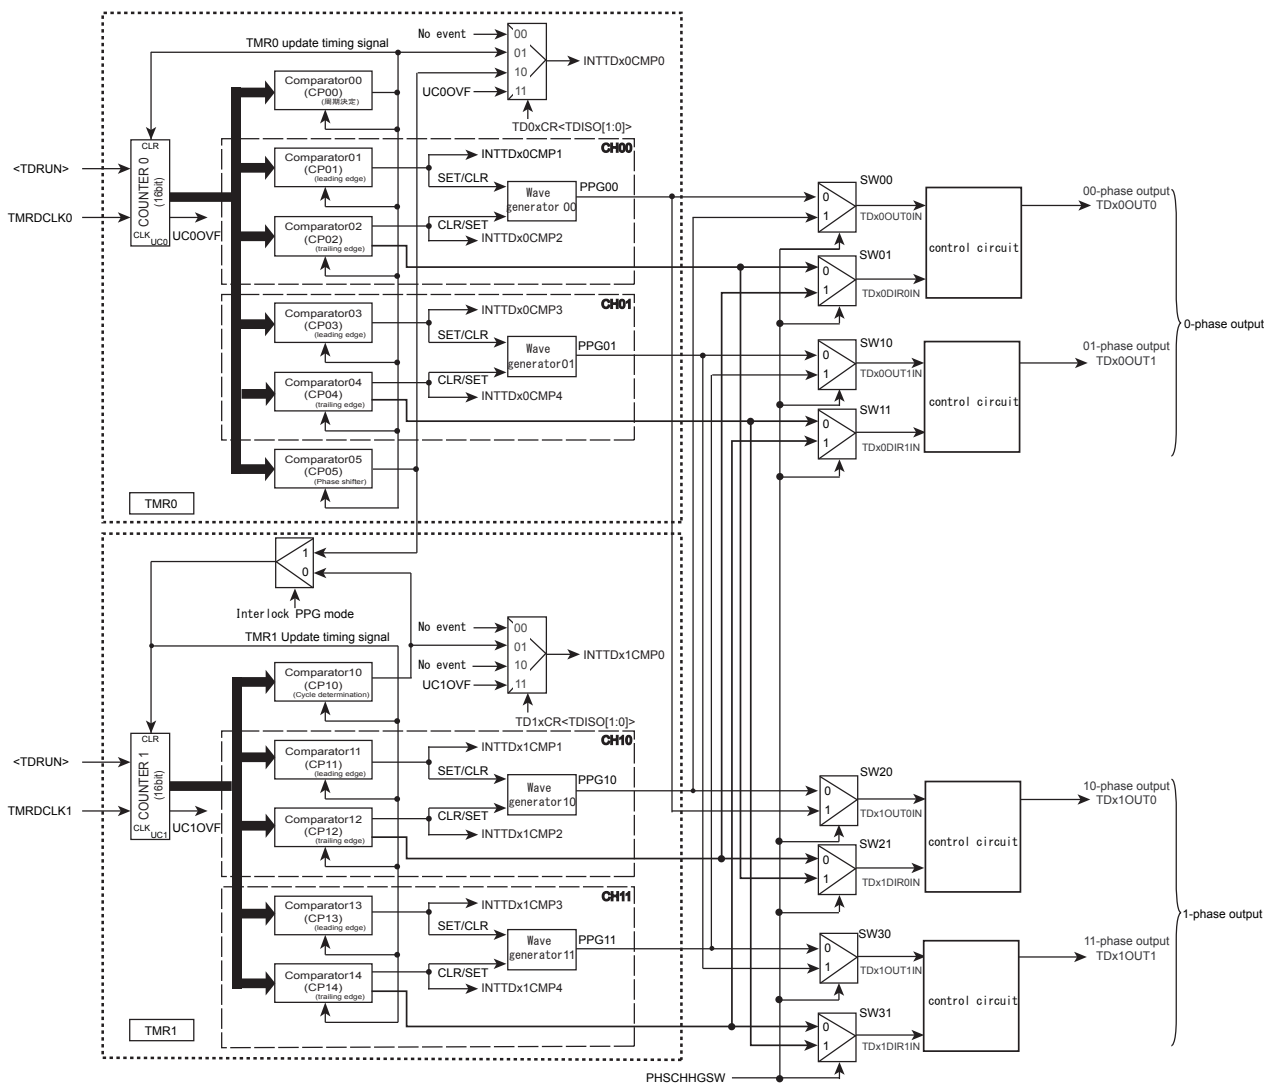 No event
00
TMR0 update timing signal
01
INTTDx0CMP0
10
UC0OVF
11
TD0xCR<TDISO[1:0]>
Comparator00
(CP00)
(周期決定)
CLR
<TDRUN>
COUNTER 0
(16bit)
TMRDCLK0
CLK
UC0
UC0OVF
CH00
Comparator01
(CP01)
(leading edge)
INTTDx0CMP1
SET/CLR
Wave
generator 00
PPG00
Comparator02
(CP02)
(trailing edge)
CLR/SET
INTTDx0CMP2
CH01
Comparator03
(CP03)
(leading edge)
INTTDx0CMP3
SET/CLR
Wave
generator01
PPG01
Comparator04
(CP04)
(trailing edge)
CLR/SET
INTTDx0CMP4
Comparator05
(CP05)
(Phase shifter)
TMR0
SW00
0
1
TDx0OUT0IN
control circuit
00-phase output
TDx0OUT0
SW01
0
1
TDx0DIR0IN
0-phase output
SW10
0
1
TDx0OUT1IN
control circuit
01-phase output
TDx0OUT1
SW11
0
1
TDx0DIR1IN
1
0
Interlock PPG mode
No event
00
TMR1 Update timing signal
01
INTTDx1CMP0
No event
10
UC1OVF
11
TD1xCR<TDISO[1:0]>
Comparator10
(CP10)
(Cycle determination)
CLR
<TDRUN>
COUNTER 1
(16bit)
TMRDCLK1
CLK
UC1
UC1OVF
CH10
Comparator11
(CP11)
(leading edge)
INTTDx1CMP1
SET/CLR
Wave
generator10
PPG10
Comparator12
(CP12)
(trailing edge)
CLR/SET
INTTDx1CMP2
CH11
Comparator13
(CP13)
(leading edge)
INTTDx1CMP3
SET/CLR
Wave
generator11
PPG11
Comparator14
(CP14)
(trailing edge)
CLR/SET
INTTDx1CMP4
TMR1
SW20
0
1
TDx1OUT0IN
control circuit
10-phase output
TDx1OUT0
SW21
0
1
TDx1DIR0IN
1-phase output
SW30
0
1
TDx1OUT1IN
control circuit
11-phase output
TDx1OUT1
SW31
0
1
TDx1DIR1IN
PHSCHHGSW